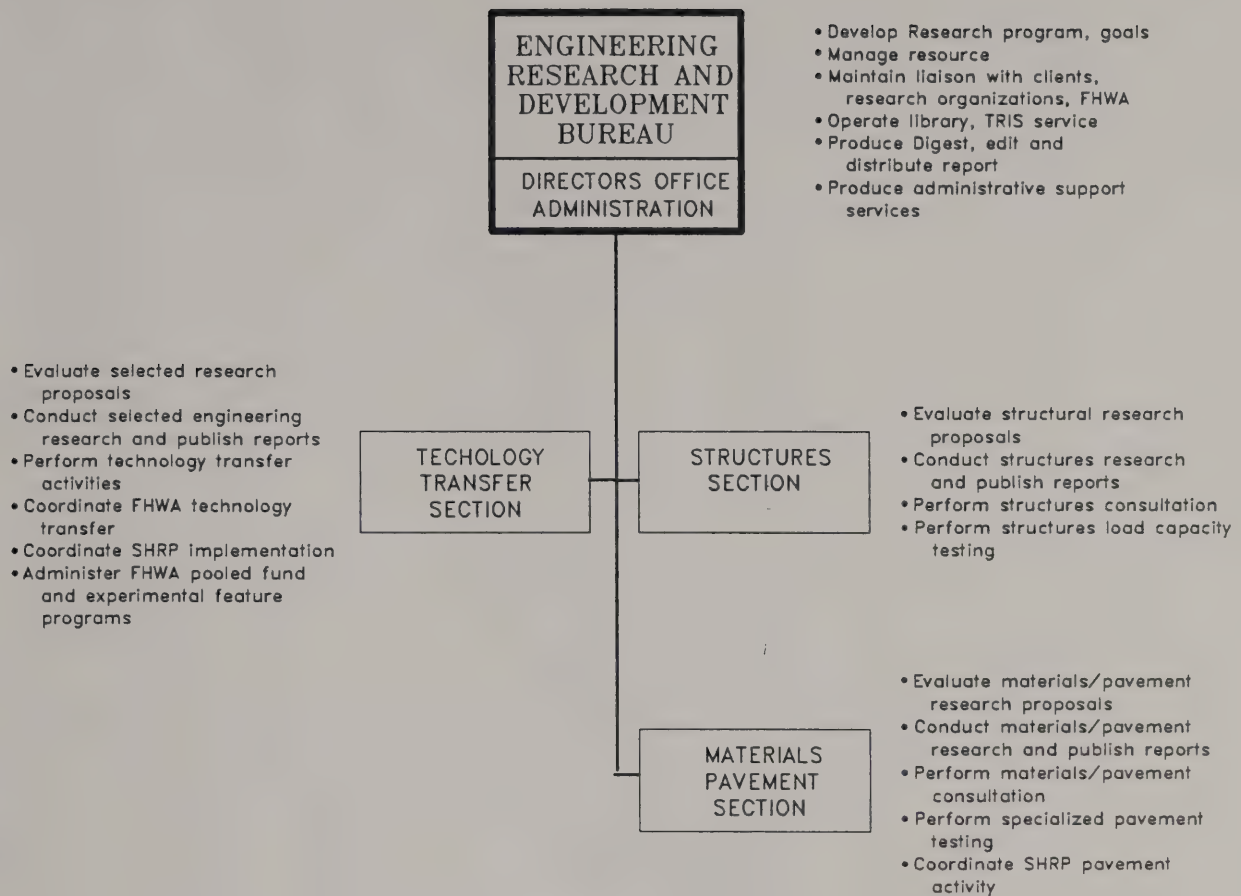 ENGINEERING
RESEARCH AND
DEVELOPMENT
BUREAU
DIRECTORS OFFICE
ADMINISTRATION
• Develop Research program, goals
• Manage resource
• Maintain liaison with clients,
research organizations, FHWA
• Operate library, TRIS service
• Produce Digest, edit and
distribute report
• Produce administrative support
services
• Evaluate selected research
proposals
• Conduct selected engineering
research and publish reports
• Perform technology transfer
activities
• Coordinate FHWA technology
transfer
• Coordinate SHRP implementation
• Administer FHWA pooled fund
and experimental feature
programs
TECHOLOGY
TRANSFER
SECTION
STRUCTURES
SECTION
• Evaluate structural research
proposals
• Conduct structures research
and publish reports
• Perform structures consultation
• Perform structures load capacity
testing
MATERIALS
PAVEMENT
SECTION
• Evaluate materials/pavement
research proposals
• Conduct materials/pavement
research and publish reports
• Perform materials/pavement
consultation
• Perform specialized pavement
testing
• Coordinate SHRP pavement
activity